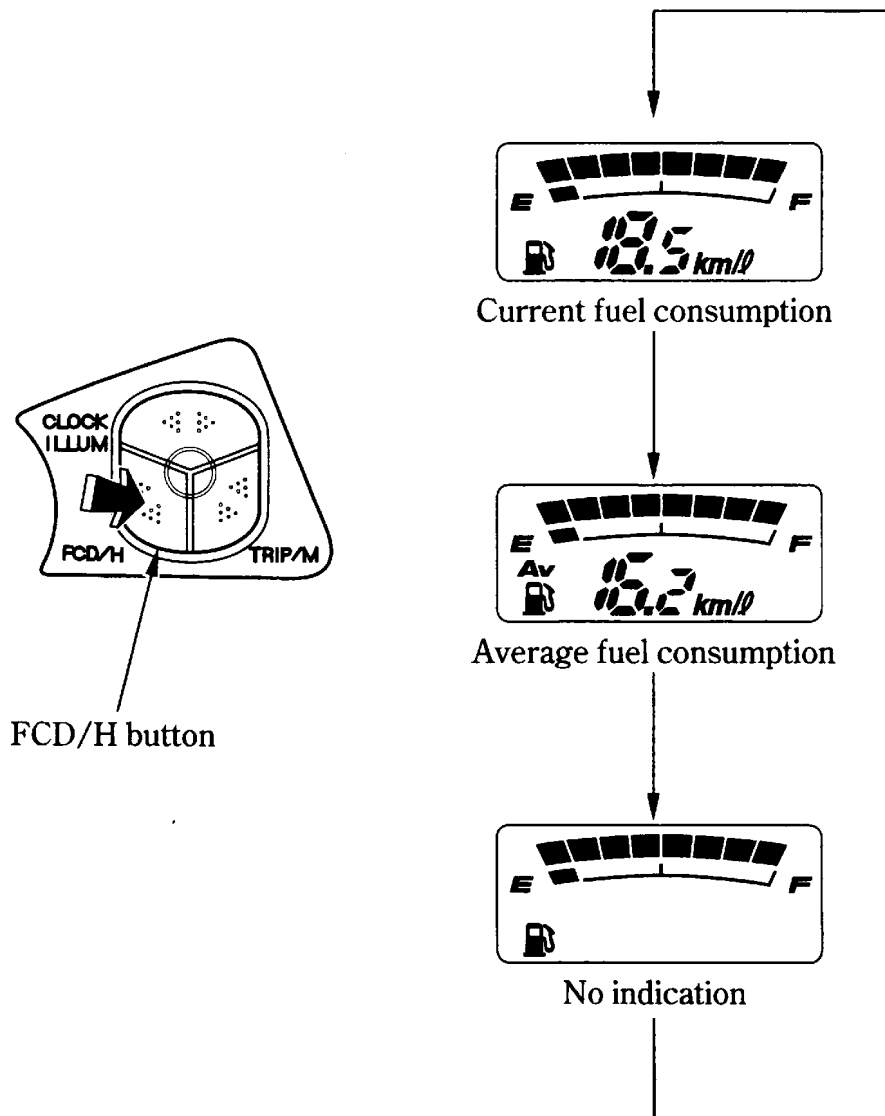 E F
18.5 km/ℓ
Current fuel consumption
CLOCK
ILLUM
FCD/H TRIP/M
FCD/H button
E F
Av
16.2 km/ℓ
Average fuel consumption
E F
No indication